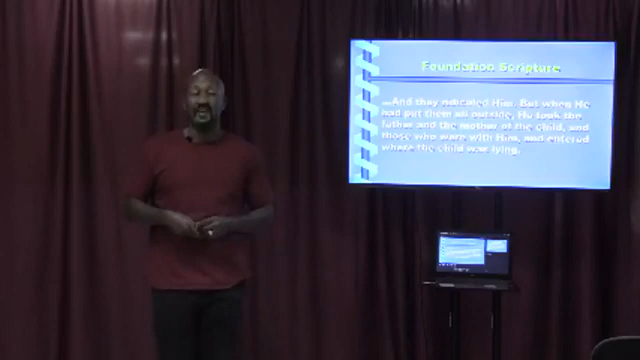 Foundation Scripture
...And they ridiculed Him. But when He
had put them all outside, He took the
father and the mother of the child, and
those who were with Him, and entered
where the child was lying.